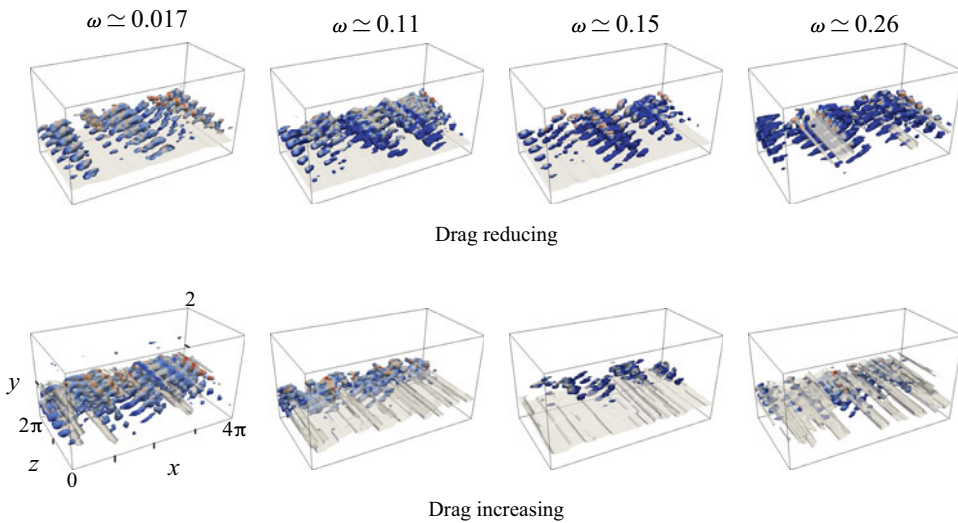 ω ≃ 0.017
ω ≃ 0.11
ω ≃ 0.15
ω ≃ 0.26
Drag reducing
2
y
2π
4π
z
x
0
Drag increasing